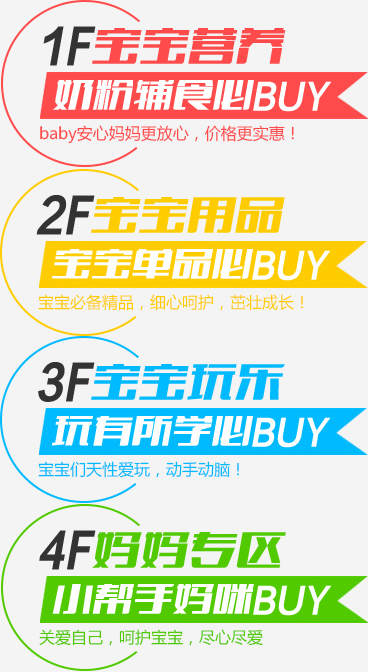 1F宝宝营养
奶粉辅食必BUY
baby安心妈妈更放心，价格更实惠！
2F宝宝用品
宝宝单品必BUY
宝宝必备精品，细心呵护，茁壮成长！
3F宝宝玩乐
玩有所学必BUY
宝宝们天性爱玩，动手动脑！
4F妈妈专区
小帮手妈咪BUY
关爱自己，呵护宝宝，尽心尽爱